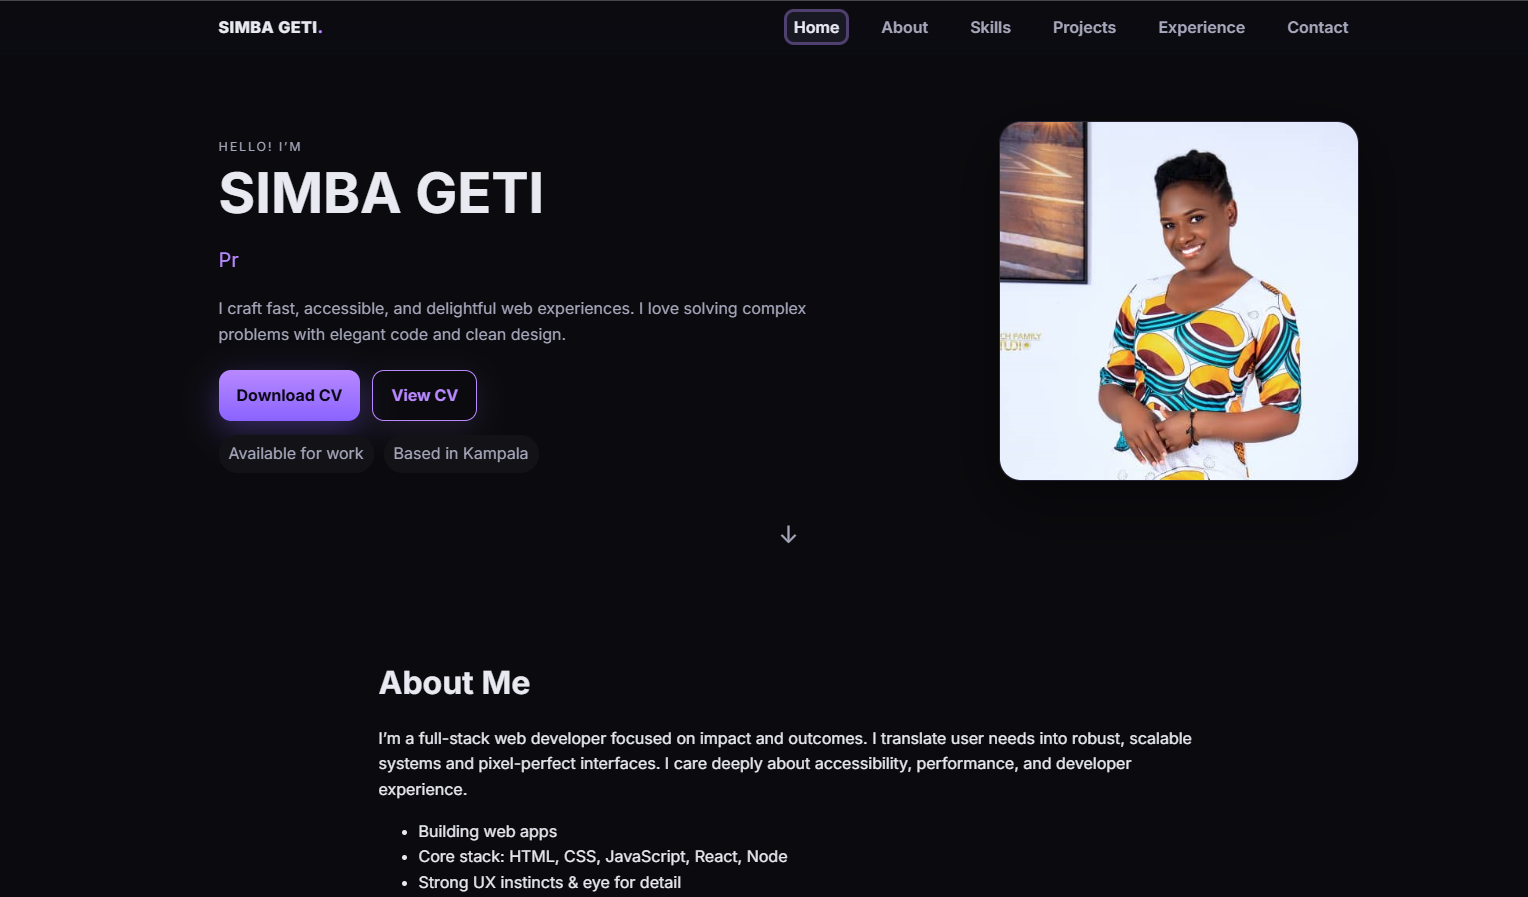 SIMBA GETI.
Home
About
Skills
Projects
Experience
Contact
HELLO! I’M
SIMBA GETI
Pr
I craft fast, accessible, and delightful web experiences. I love solving complex
problems with elegant code and clean design.
Download CV
View CV
Available for work
Based in Kampala
About Me
I’m a full-stack web developer focused on impact and outcomes. I translate user needs into robust, scalable
systems and pixel-perfect interfaces. I care deeply about accessibility, performance, and developer
experience.
• Building web apps
• Core stack: HTML, CSS, JavaScript, React, Node
• Strong UX instincts & eye for detail